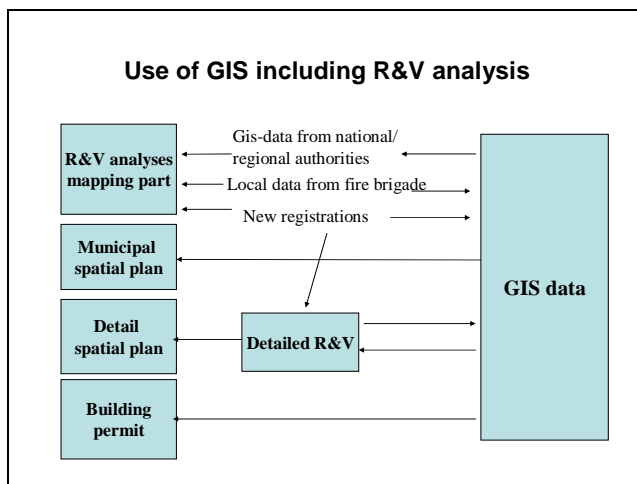 Use of GIS including R&V analysis
R&V analyses
mapping part
Gis-data from national/
regional authorities
Local data from fire brigade
New registrations
Municipal
spatial plan
GIS data
Detail
spatial plan
Detailed R&V
Building
permit